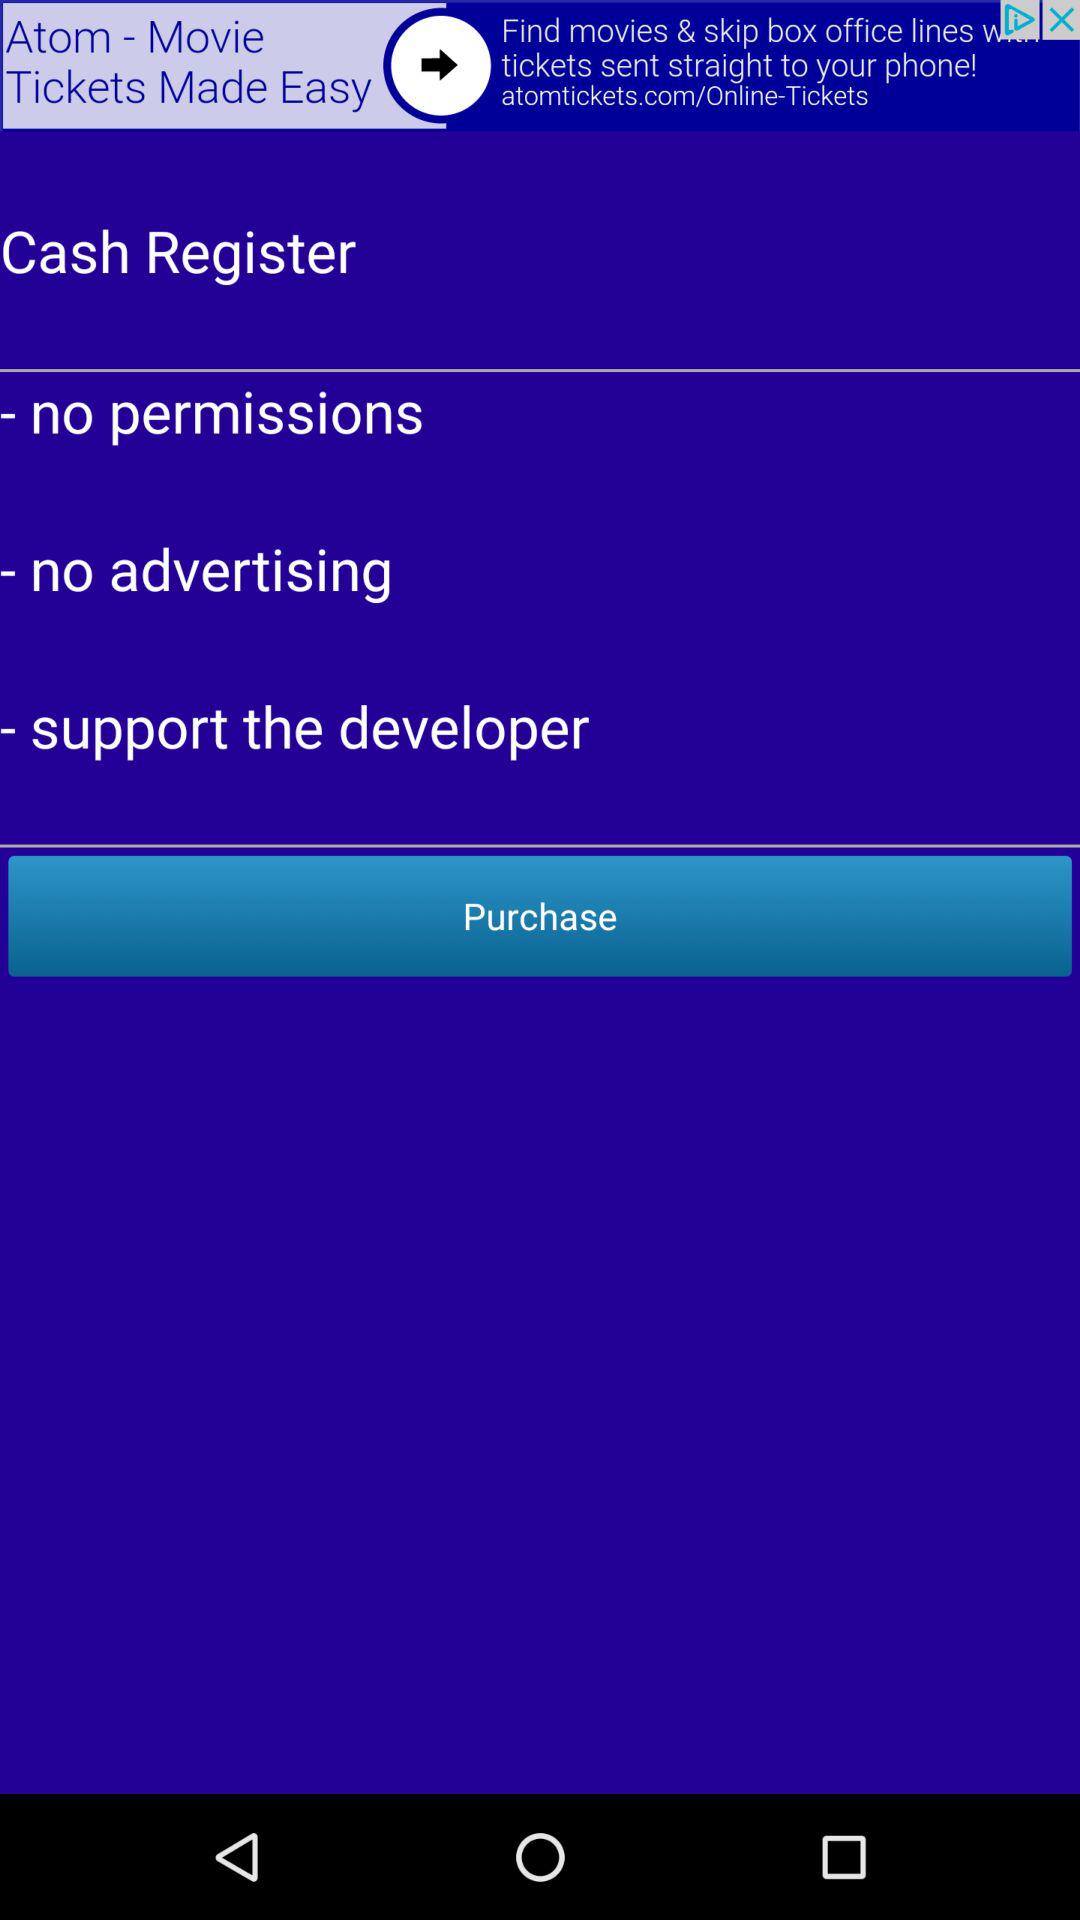 Atom - Movie
Tickets Made Easy
Find movies & skip box office lines with
tickets sent straight to your phone!
atomtickets.com/Online-Tickets
Cash Register
- no permissions
- no advertising
- support the developer
Purchase